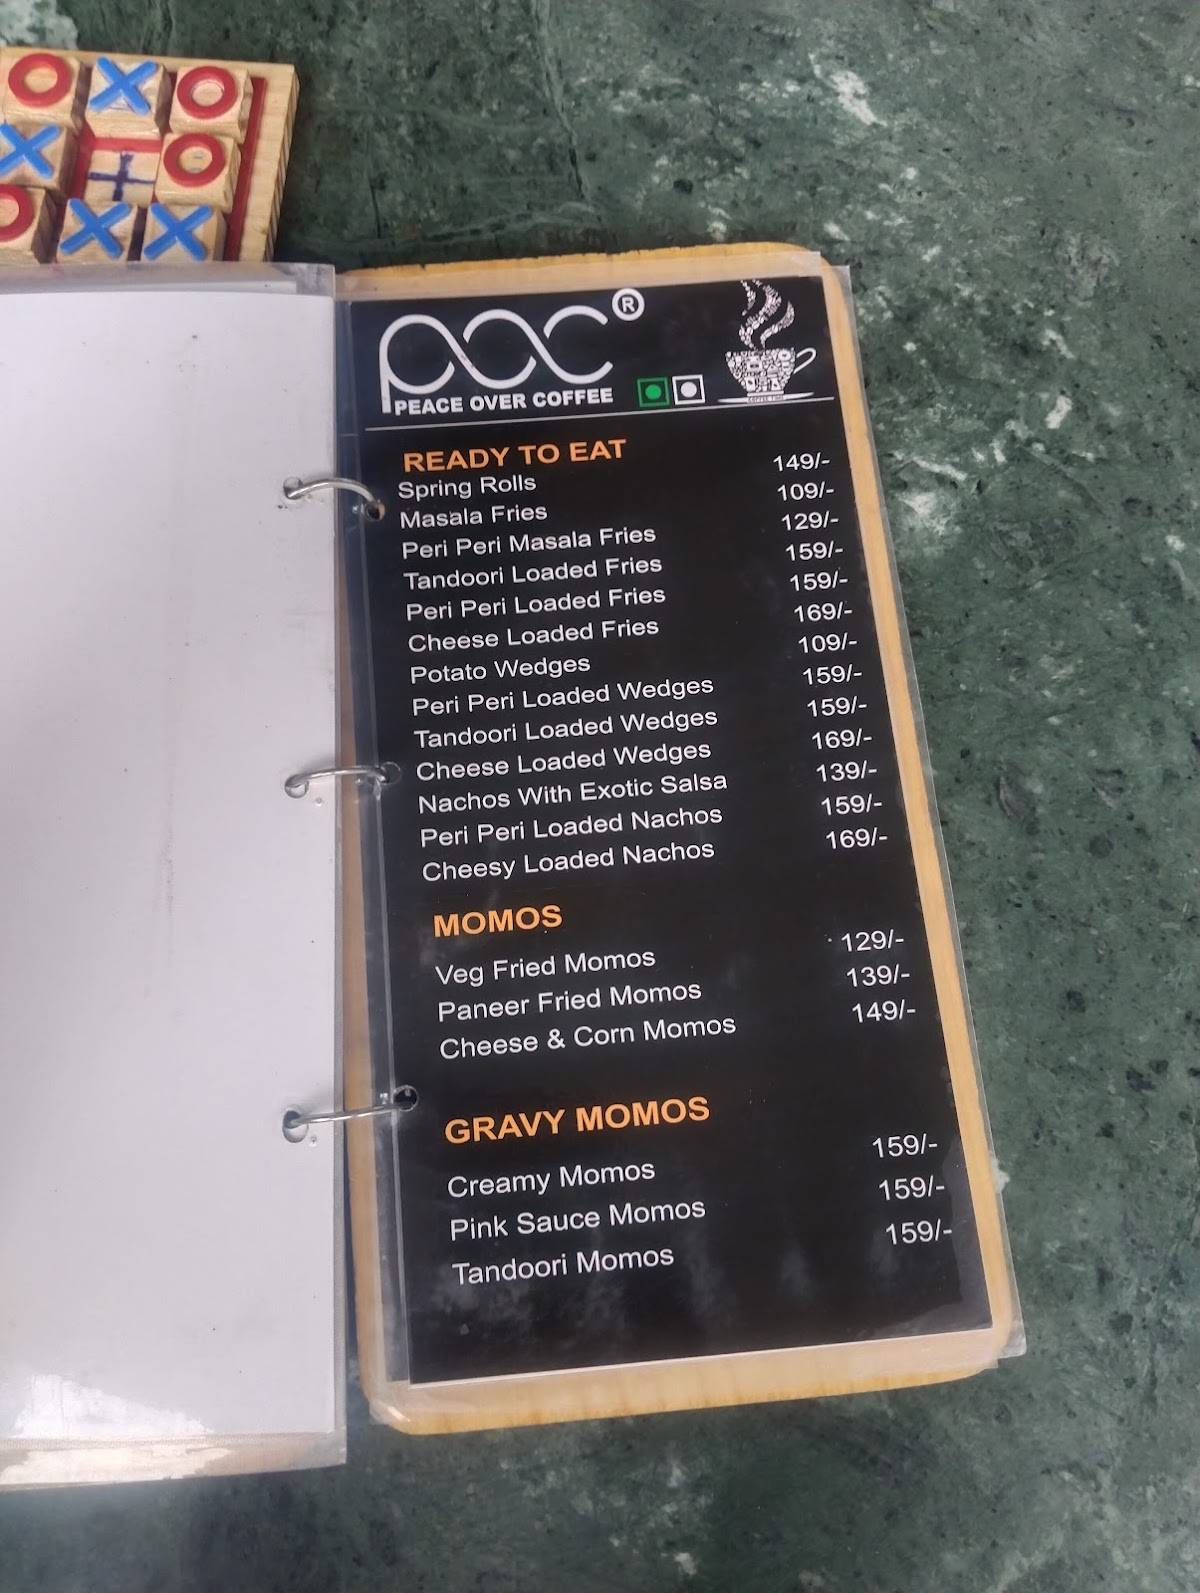 poc ®
PEACE OVER COFFEE
READY TO EAT
Spring Rolls 149/-
Masala Fries 109/-
Peri Peri Masala Fries 129/-
Tandoori Loaded Fries 159/-
Peri Peri Loaded Fries 159/-
Cheese Loaded Fries 169/-
Potato Wedges 109/-
Peri Peri Loaded Wedges 159/-
Tandoori Loaded Wedges 159/-
Cheese Loaded Wedges 169/-
Nachos With Exotic Salsa 139/-
Peri Peri Loaded Nachos 159/-
Cheesy Loaded Nachos 169/-
MOMOS
Veg Fried Momos 129/-
Paneer Fried Momos 139/-
Cheese & Corn Momos 149/-
GRAVY MOMOS
Creamy Momos 159/-
Pink Sauce Momos 159/-
Tandoori Momos 159/-